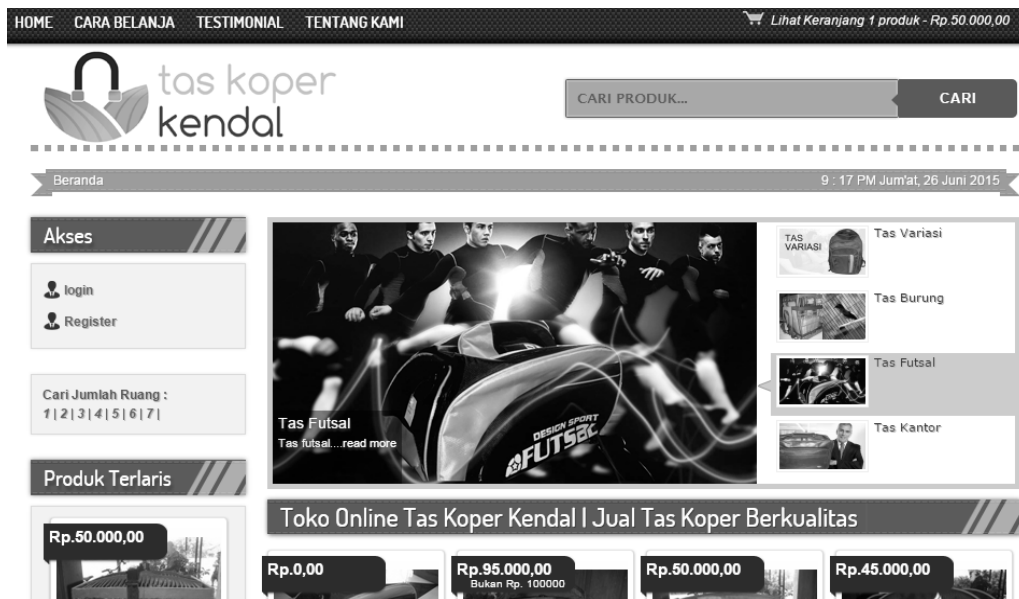 HOME CARA BELANJA TESTIMONIAL TENTANG KAMI
Lihat Keranjang 1 produk - Rp.50.000,00
tas koper
kendal
CARI PRODUK...
CARI
Beranda
9 : 17 PM Jum'at, 26 Juni 2015
Akses
login
Register
Cari Jumlah Ruang :
1 | 2 | 3 | 4 | 5 | 6 | 7 |
Produk Terlaris
Rp.50.000,00
Tas Futsal
Tas futsal....read more
DESIGN SPORT
FUTSAC
TAS
VARIASI
Tas Variasi
Tas Burung
Tas Futsal
Tas Kantor
Toko Online Tas Koper Kendal | Jual Tas Koper Berkualitas
Rp.0,00
Rp.95.000,00
Bukan Rp. 100000
Rp.50.000,00
Rp.45.000,00